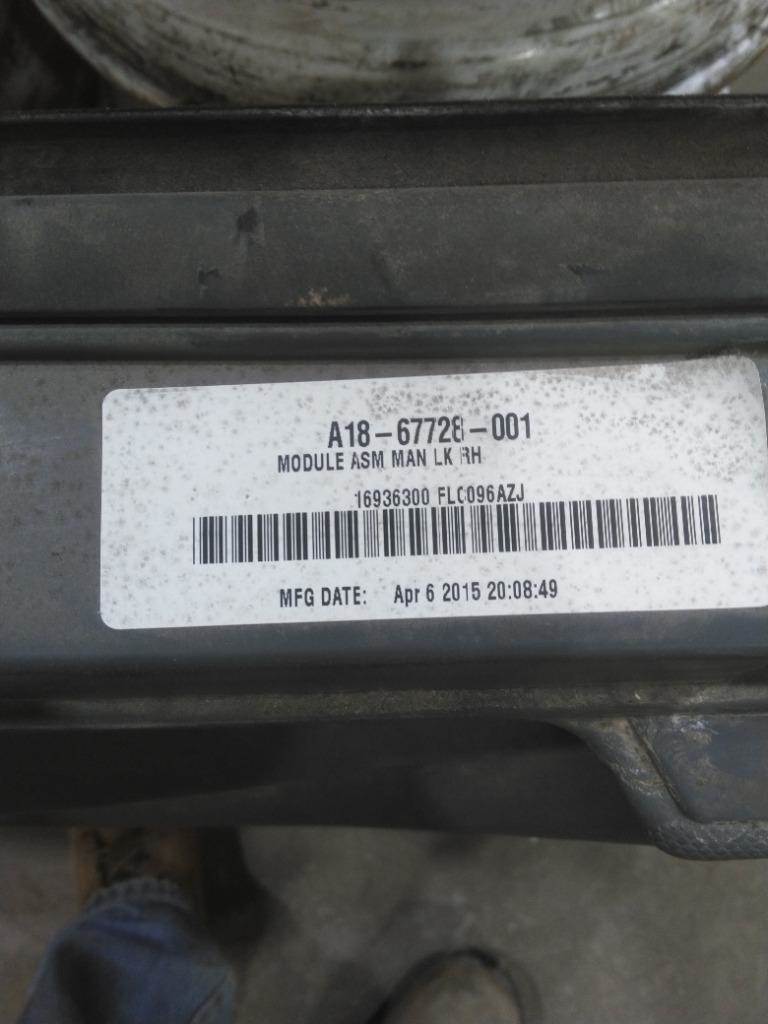 A18-67728-001
MODULE ASM MAN LK RH
16936300 FLC096AZJ
MFG DATE: Apr 6 2015 20:08:49